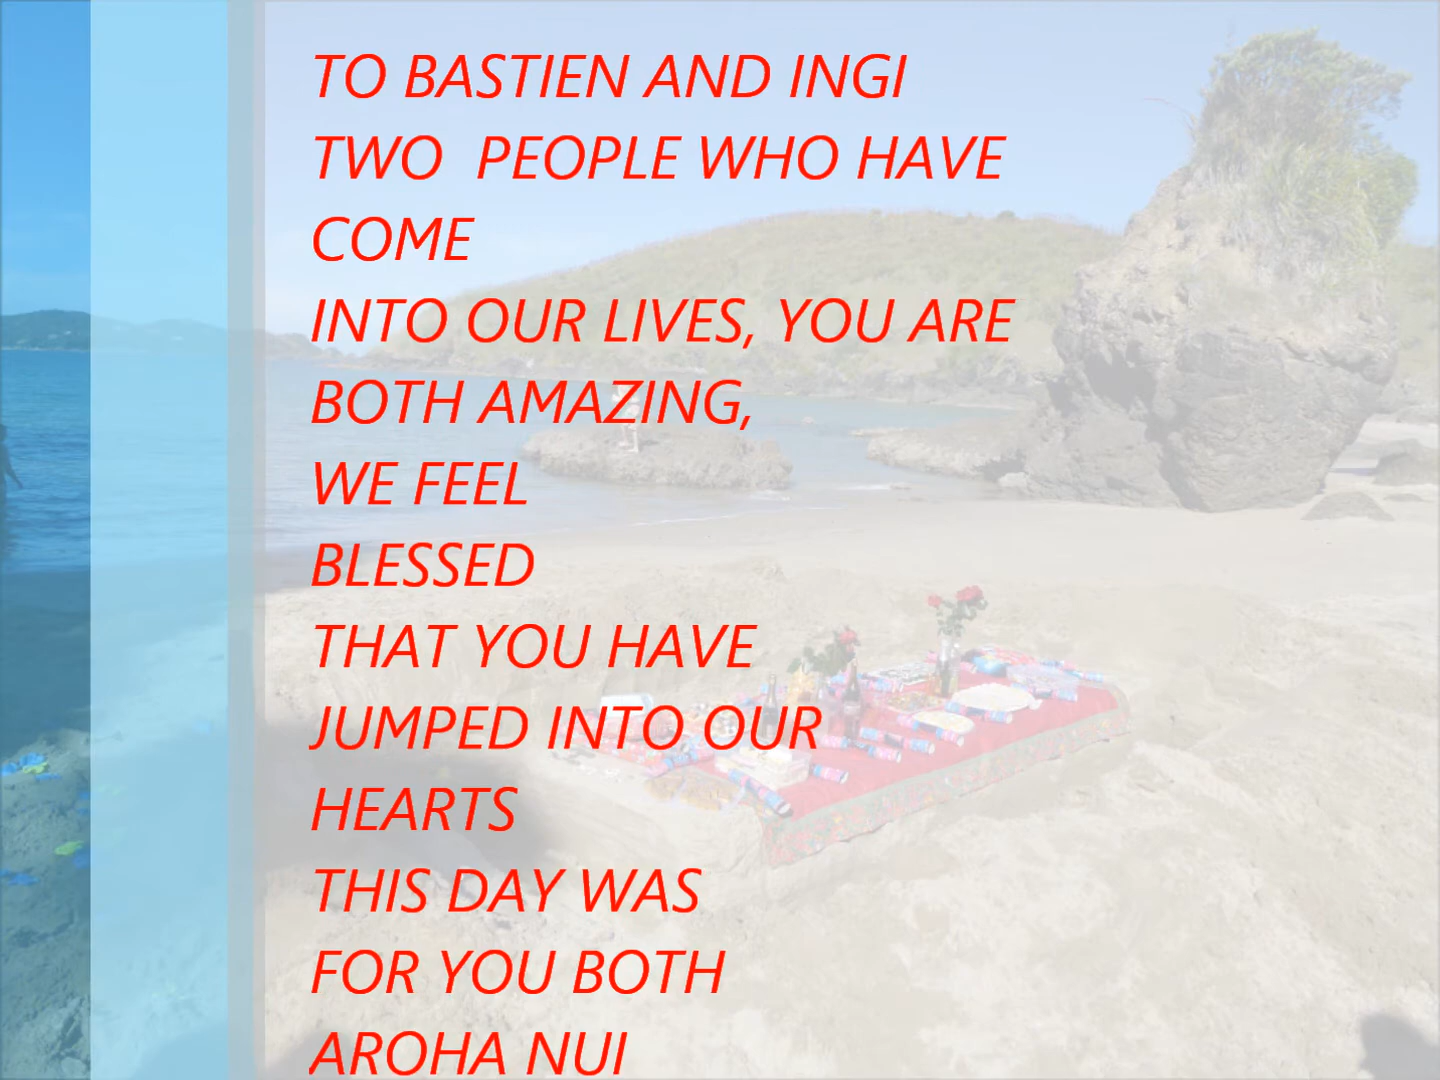 TO BASTIEN AND INGI
TWO  PEOPLE WHO HAVE
COME
INTO OUR LIVES, YOU ARE
BOTH AMAZING,
WE FEEL
BLESSED
THAT YOU HAVE
JUMPED INTO OUR
HEARTS
THIS DAY WAS
FOR YOU BOTH
AROHA NUI